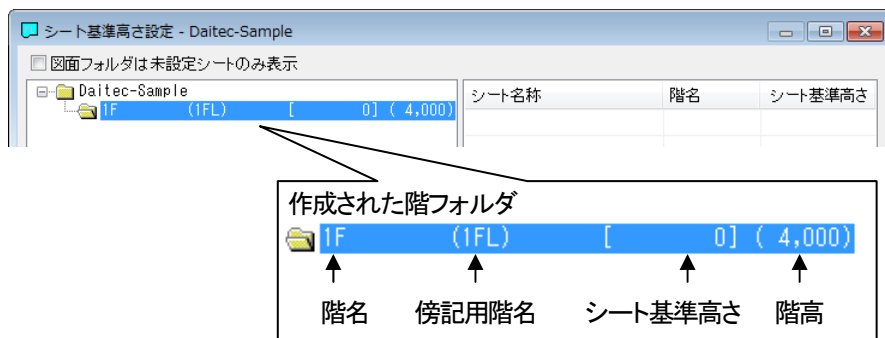 シート基準高さ設定 - Daitec-Sample
図面フォルダは未設定シートのみ表示
Daitec-Sample
1F (1FL) [ 0] ( 4,000)
シート名称 階名 シート基準高さ
作成された階フォルダ
1F (1FL) [ 0] ( 4,000)
階名 傍記用階名 シート基準高さ 階高